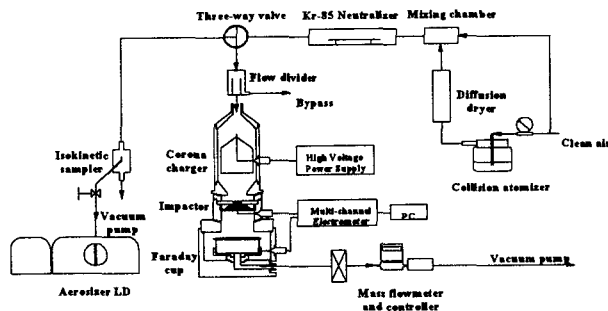 Three-way valve
Kr-85 Neutralizer
Mixing chamber
Flow divider
Bypass
Diffusion
dryer
Clean air
Isokinetic
sampler
Corona
charger
High Voltage
Power Supply
Collision atomizer
Impactor
Multi-channel
Electrometer
PC
Vacuum
pump
Faraday
cup
Vacuum pump
Aerosizer LD
Mass flowmeter
and controller